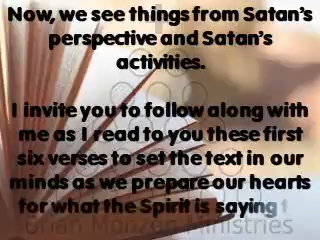 Now, we see things from Satan's
perspective and Satan's
activities.
I invite you to follow along with
me as I read to you these first
six verses to set the text in our
minds as we prepare our hearts
for what the Spirit is saying
Ministries